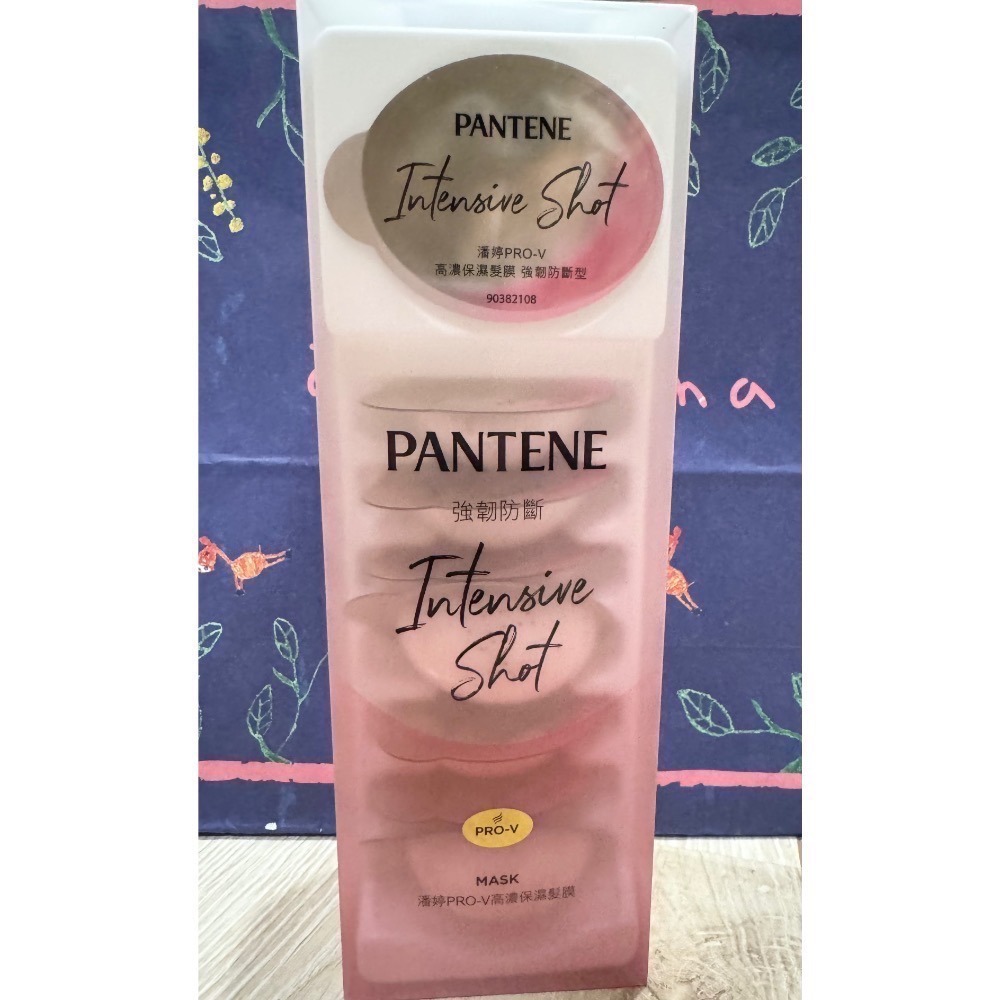 PANTENE
Intensive Shot
潘婷PRO-V
高濃保濕髮膜 強韌防斷型
90382108
PANTENE
強韌防斷
Intensive
Shot
PRO-V
MASK
潘婷PRO-V高濃保濕髮膜